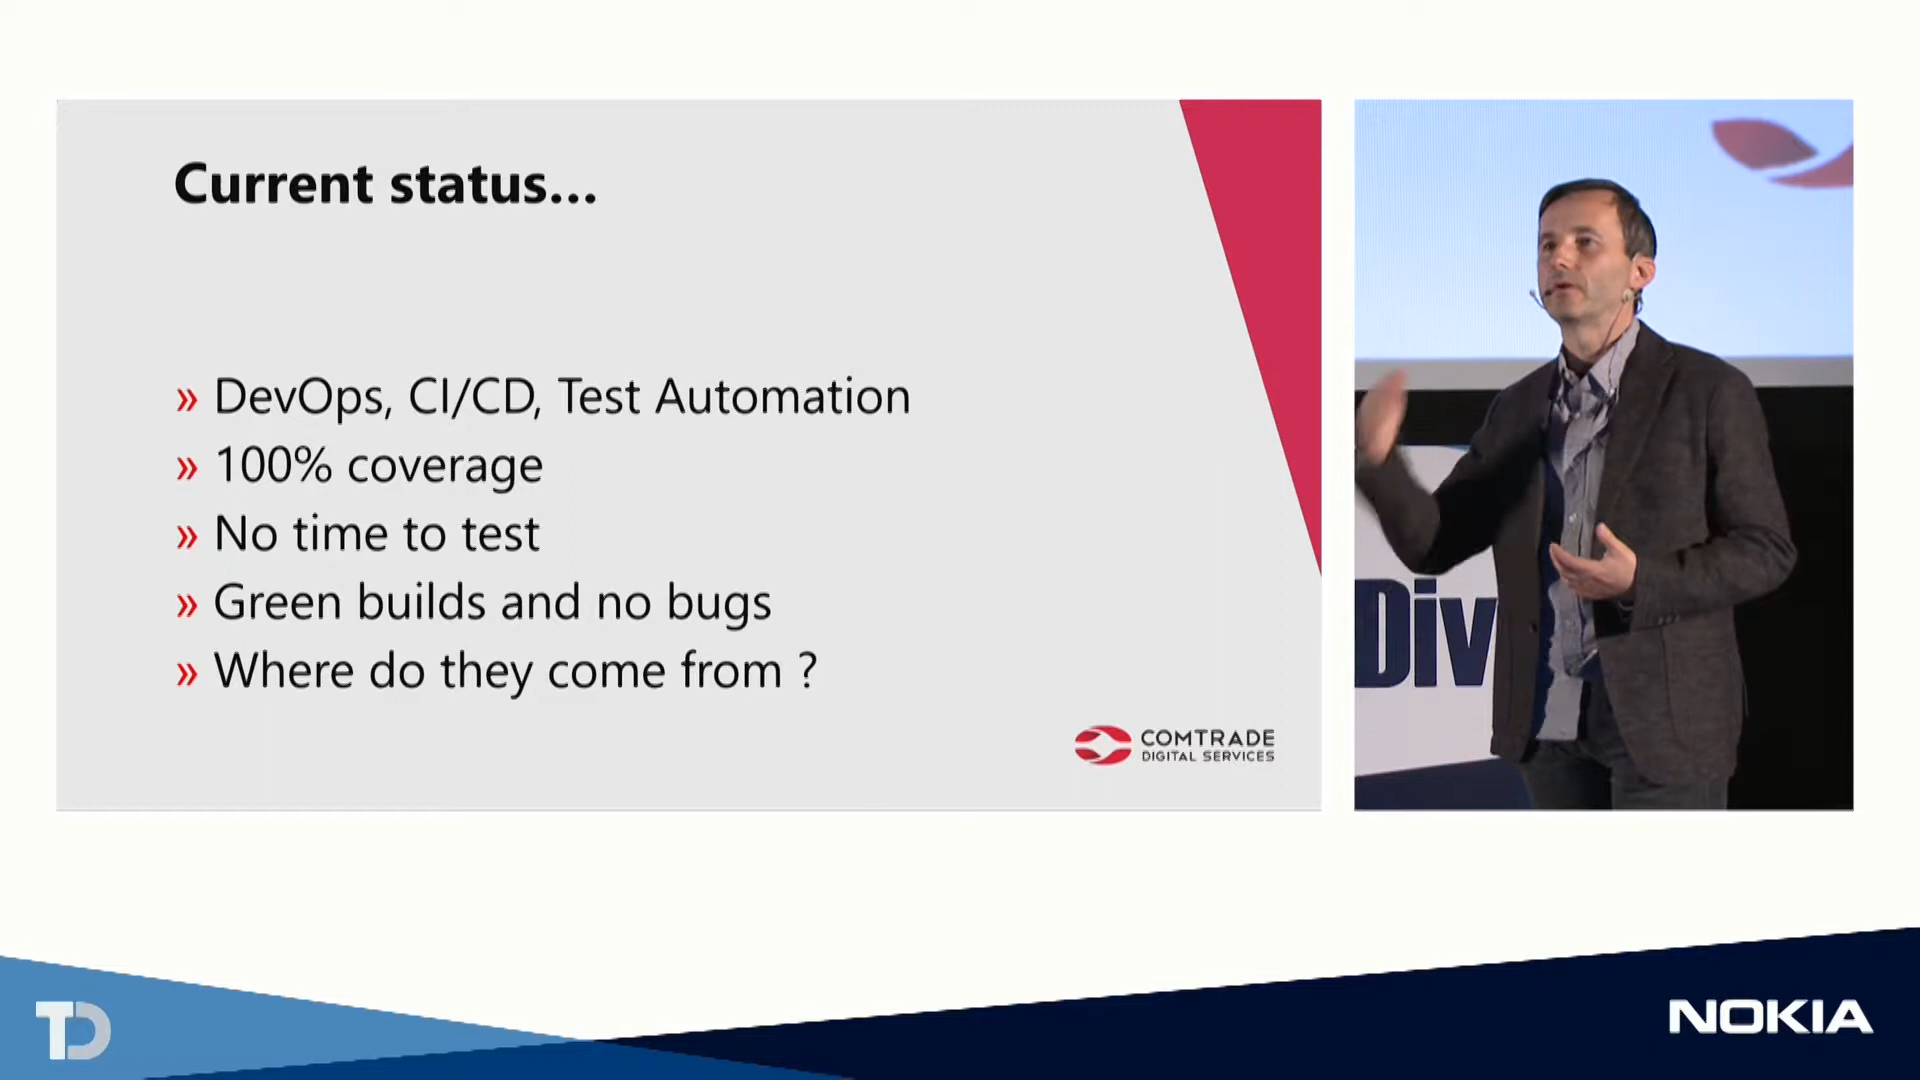 Current status...
» DevOps, CI/CD, Test Automation
» 100% coverage
» No time to test
» Green builds and no bugs
» Where do they come from ?
COMTRADE
DIGITAL SERVICES
Div
TD
NOKIA